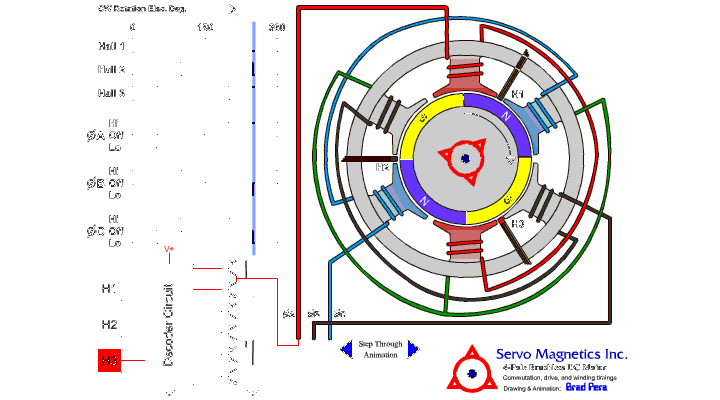 CW Rotation Elec. Deg.
0 180 360
Hall 1
Hall 2
Hall 3
Hi
ØA Off
Lo
Hi
ØB Off
Lo
Hi
ØC Off
Lo
V+
H1
H2
H3
Decoder Circuit
ØA ØB ØC
H1
H2
H3
N
S
N
S
Step Through
Animation
Servo Magnetics Inc.
4-Pole Brushless DC Motor
Commutation, drive, and winding timings
Drawing & Animation: Brad Pera